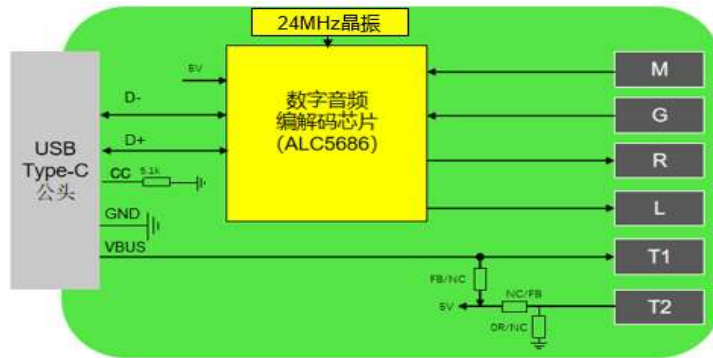 24MHz晶振
5V
数字音频
编解码芯片
(ALC5686)
USB
Type-C
公头
D-
D+
CC
5.1k
GND
VBUS
M
G
R
L
T1
T2
FB/NC
NC/FB
5V
0R/NC